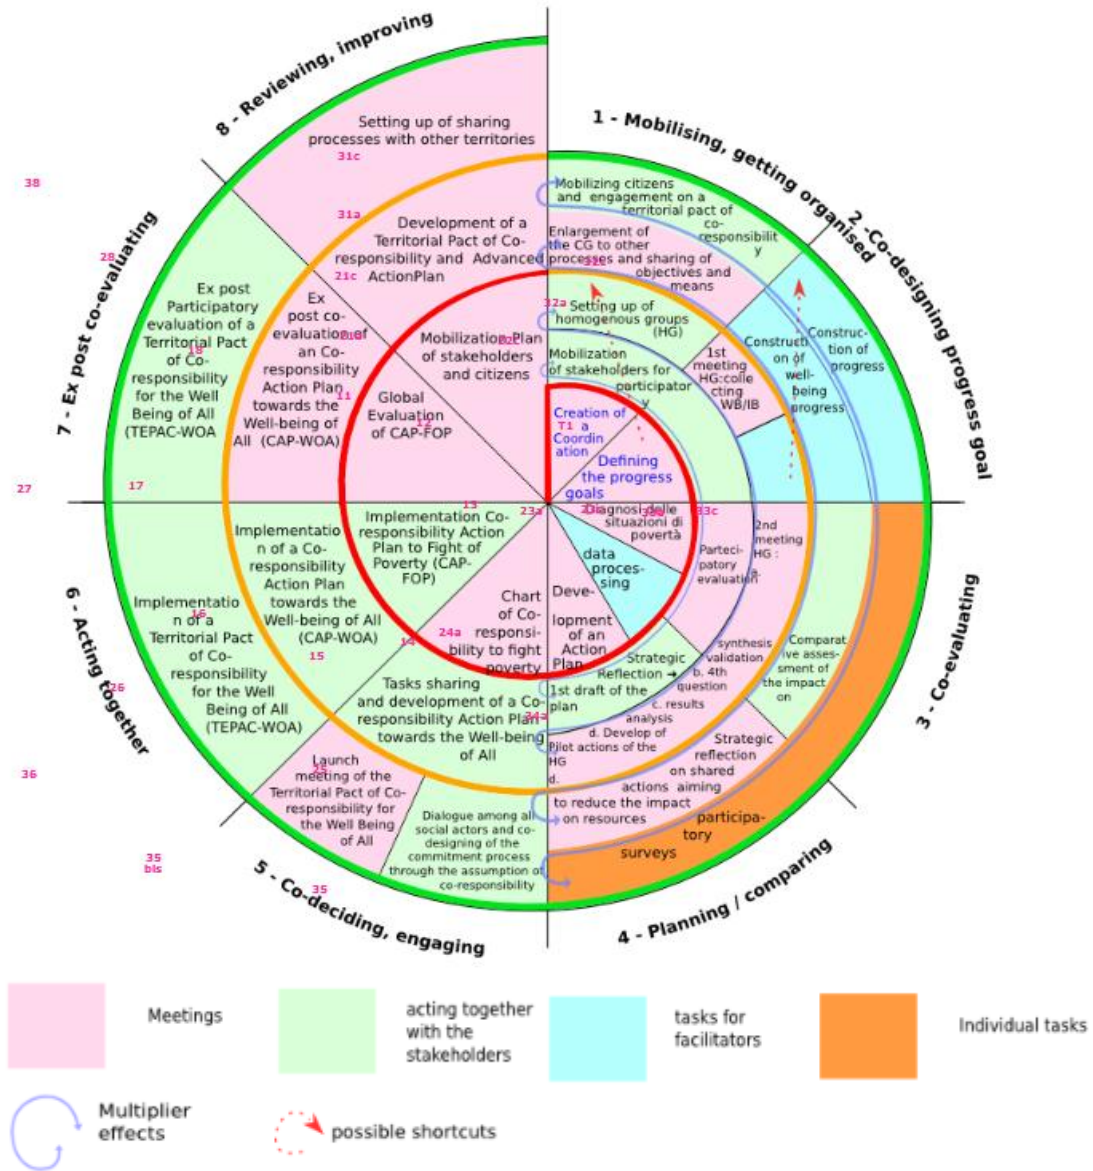 8 - Reviewing, improving
1 - Mobilising, getting organised
2 -Co-designing progress goal
3 - Co-evaluating
4 - Planning / comparing
5 - Co-deciding, engaging
6 - Acting together
7 - Ex post co-evaluating
Setting up of sharing
processes with other territories
31c
38
28
27
36
26
35
bis
35
31a
Development of a
Territorial Pact of Co-
responsibility and Advanced
ActionPlan
21c
Mobilization Plan
of stakeholders
and citizens
Ex post
Participatory
evaluation of a
Territorial Pact
of Co-
responsibility
for the Well
Being of All
(TEPAC-WOA
18
17
Ex
post co-
evaluation of
an Co-
responsibility
Action Plan
towards the
Well-being of
All (CAP-WOA)
11
Global
Evaluation
of CAP-FOP
12
13
Mobilizing citizens
and engagement on a
territorial pact of
co-
responsibilit
y
Enlargement of
the CG to other
processes and sharing of
objectives and
means
32a
Setting up of
homogenous groups
(HG)
Mobilization
of stakeholders for
participator
y
1st
meeting
HG:colle
cting
WB/IB
Constructi
on of
well-
being
progress
Construc-
tion of
progress
Creation of
T1 a
Coordin
ation
Defining
the progress
goals
23a
33c
Diagnosi delle
situazioni di
povertà
data
proces-
sing
Deve-
lopment
of an
Action
Plan
Parteci-
patory
evaluation
2nd
meeting
HG :
a.
synthesis
validation
b. 4th
question
c. results
analysis
d. Develop of
Pilot actions of the
HG
d.
Comparat
ive asses-
sment of
the impact
on
Strategic
Reflection ➔
1st draft of the
plan
Strategic
reflection
on shared
actions aiming
to reduce the impact
on resources
participa-
tory
surveys
Implementation Co-
responsibility Action
Plan to Fight of
Poverty (CAP-
FOP)
Chart
of Co-
responsi-
bility to fight
poverty
24a
14
34a
Implementatio
n of a Co-
responsibility
Action Plan
towards the
Well-being of All
(CAP-WOA)
15
Implementatio
n of a
Territorial Pact
of Co-
responsibility
for the Well
Being of All
(TEPAC-WOA)
16
Tasks sharing
and development of a Co-
responsibility Action Plan
towards the Well-being
of All
Launch
meeting of the
Territorial Pact of Co-
responsibility for
the Well Being
of All
25
Dialogue among all
social actors and co-
designing of the
commitment process
through the assumption of
co-responsibility
Meetings
acting together
with the
stakeholders
tasks for
facilitators
Individual tasks
Multiplier
effects
possible shortcuts